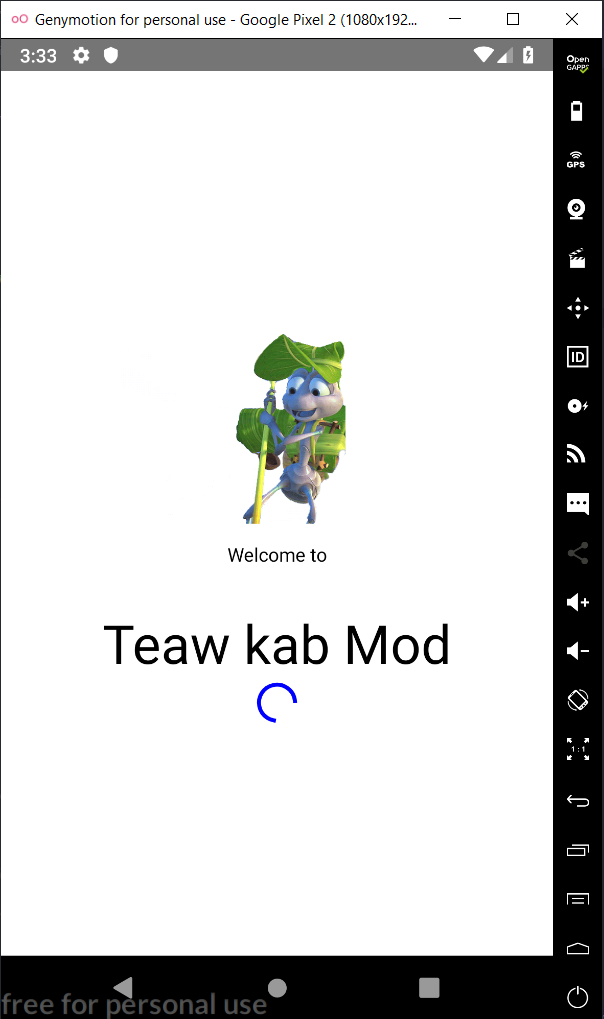 Genymotion for personal use - Google Pixel 2 (1080x192...
3:33
Open
GAPPS
GPS
ID
Welcome to
Teaw kab Mod
1:1
free for personal use